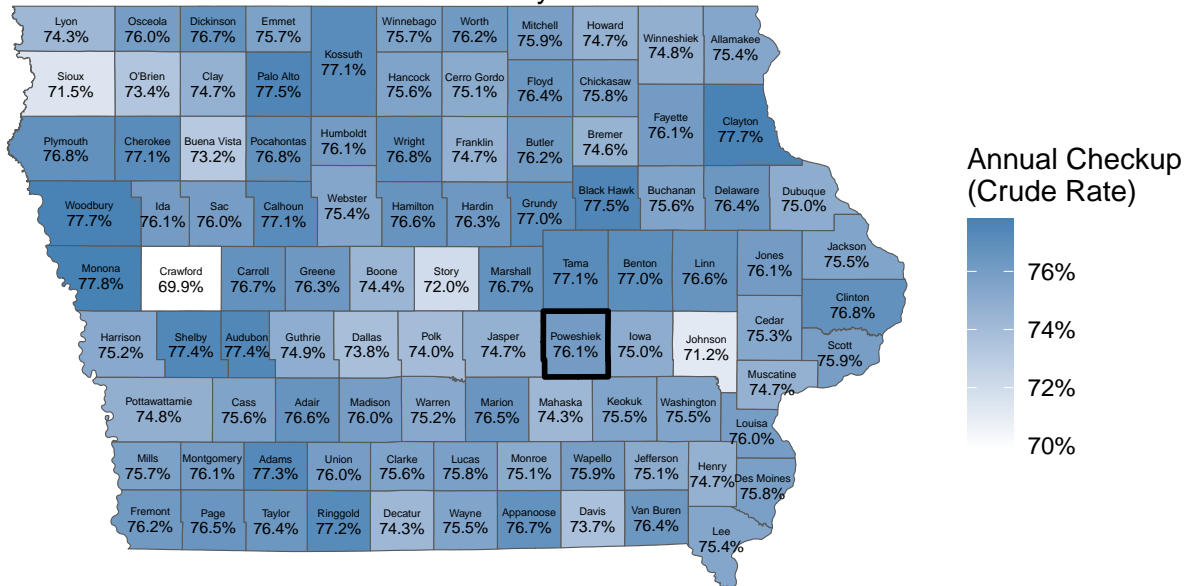 Lyon
74.3%
Osceola
76.0%
Dickinson
76.7%
Emmet
75.7%
Kossuth
77.1%
Winnebago
75.7%
Worth
76.2%
Mitchell
75.9%
Howard
74.7%
Winneshiek
74.8%
Allamakee
75.4%
Sioux
71.5%
O'Brien
73.4%
Clay
74.7%
Palo Alto
77.5%
Hancock
75.6%
Cerro Gordo
75.1%
Floyd
76.4%
Chickasaw
75.8%
Fayette
76.1%
Clayton
77.7%
Plymouth
76.8%
Cherokee
77.1%
Buena Vista
73.2%
Pocahontas
76.8%
Humboldt
76.1%
Wright
76.8%
Franklin
74.7%
Butler
76.2%
Bremer
74.6%
Woodbury
77.7%
Ida
76.1%
Sac
76.0%
Calhoun
77.1%
Webster
75.4%
Hamilton
76.6%
Hardin
76.3%
Grundy
77.0%
Black Hawk
77.5%
Buchanan
75.6%
Delaware
76.4%
Dubuque
75.0%
Monona
77.8%
Crawford
69.9%
Carroll
76.7%
Greene
76.3%
Boone
74.4%
Story
72.0%
Marshall
76.7%
Tama
77.1%
Benton
77.0%
Linn
76.6%
Jones
76.1%
Jackson
75.5%
Clinton
76.8%
Harrison
75.2%
Shelby
77.4%
Audubon
77.4%
Guthrie
74.9%
Dallas
73.8%
Polk
74.0%
Jasper
74.7%
Poweshiek
76.1%
Iowa
75.0%
Johnson
71.2%
Cedar
75.3%
Scott
75.9%
Muscatine
74.7%
Pottawattamie
74.8%
Cass
75.6%
Adair
76.6%
Madison
76.0%
Warren
75.2%
Marion
76.5%
Mahaska
74.3%
Keokuk
75.5%
Washington
75.5%
Louisa
76.0%
Mills
75.7%
Montgomery
76.1%
Adams
77.3%
Union
76.0%
Clarke
75.6%
Lucas
75.8%
Monroe
75.1%
Wapello
75.9%
Jefferson
75.1%
Henry
74.7%
Des Moines
75.8%
Fremont
76.2%
Page
76.5%
Taylor
76.4%
Ringgold
77.2%
Decatur
74.3%
Wayne
75.5%
Appanoose
76.7%
Davis
73.7%
Van Buren
76.4%
Lee
75.4%
Annual Checkup
(Crude Rate)
76%
74%
72%
70%